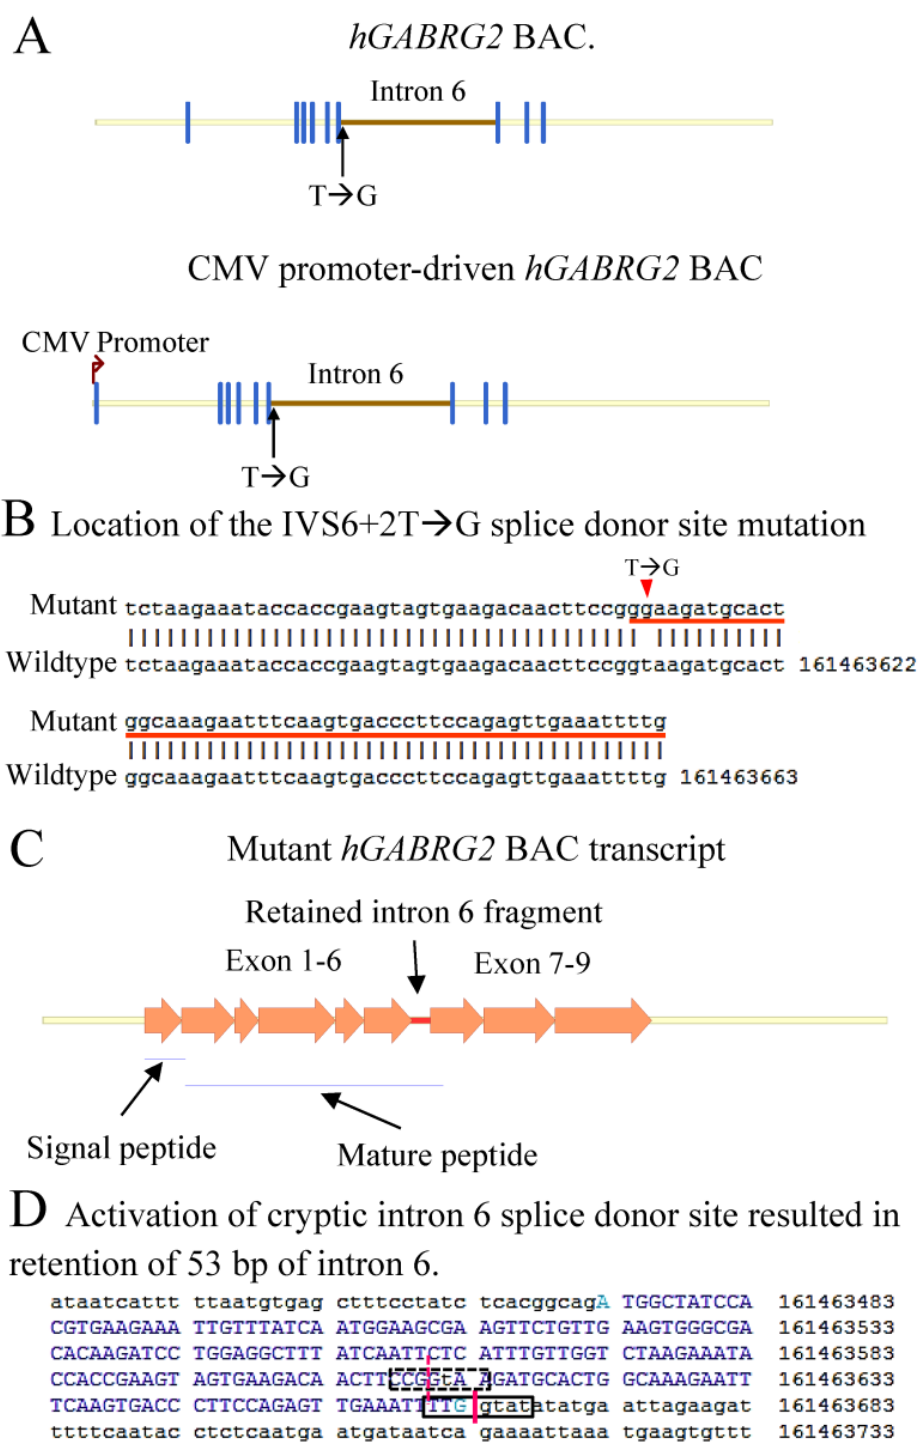 A
hGABRG2 BAC.
Intron 6
T→G
CMV promoter-driven hGABRG2 BAC
CMV Promoter
Intron 6
T→G
B Location of the IVS6+2T→G splice donor site mutation
T→G
Mutant tctaagaaataccaccgaagtagtgaagacaacttccgggaagatgcact
Wildtype tctaagaaataccaccgaagtagtgaagacaacttccggtaagatgcact 161463622
Mutant ggcaaagaatttcaagtgacccttccagagttgaaattttg
Wildtype ggcaaagaatttcaagtgacccttccagagttgaaattttg 161463663
C Mutant hGABRG2 BAC transcript
Retained intron 6 fragment
Exon 1-6 Exon 7-9
Signal peptide
Mature peptide
D Activation of cryptic intron 6 splice donor site resulted in
retention of 53 bp of intron 6.
ataatcattt ttaatgtgag ctttcctatc tcacggcagA TGGCTATCCA 161463483
CGTGAAGAAA TTGTTTATCA ATGGAAGCGA AGTTCTGTTG AAGTGGGCGA 161463533
CACAAGATCC TGGAGGCTTT ATCAATTCTC ATTTGTTGGT CTAAGAAATA 161463583
CCACCGAAGT AGTGAAGACA ACTTCCGGtA AGATGCACTG GCAAAGAATT 161463633
TCAAGTGACC CTTCCAGAGT TGAAATTTTG gtatatatga attagaagat 161463683
ttttcaatac ctctcaatga atgataatca gaaaattaaa tgaagtgttt 161463733